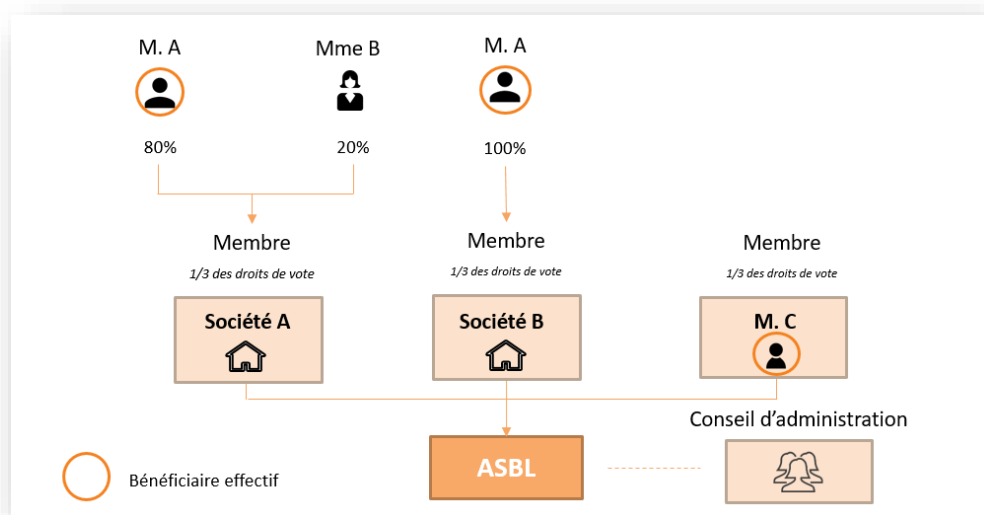 M. A
Mme B
M. A
80%
20%
100%
Membre
Membre
Membre
1/3 des droits de vote
1/3 des droits de vote
1/3 des droits de vote
Société A
Société B
M. C
Conseil d’administration
ASBL
Bénéficiaire effectif